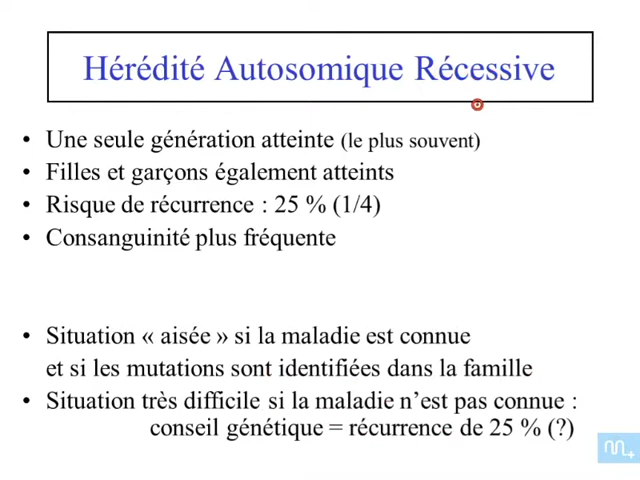 Hérédité Autosomique Récessive
• Une seule génération atteinte (le plus souvent)
• Filles et garçons également atteints
• Risque de récurrence : 25 % (1/4)
• Consanguinité plus fréquente
• Situation « aisée » si la maladie est connue
et si les mutations sont identifiées dans la famille
• Situation très difficile si la maladie n’est pas connue :
conseil génétique = récurrence de 25 % (?)